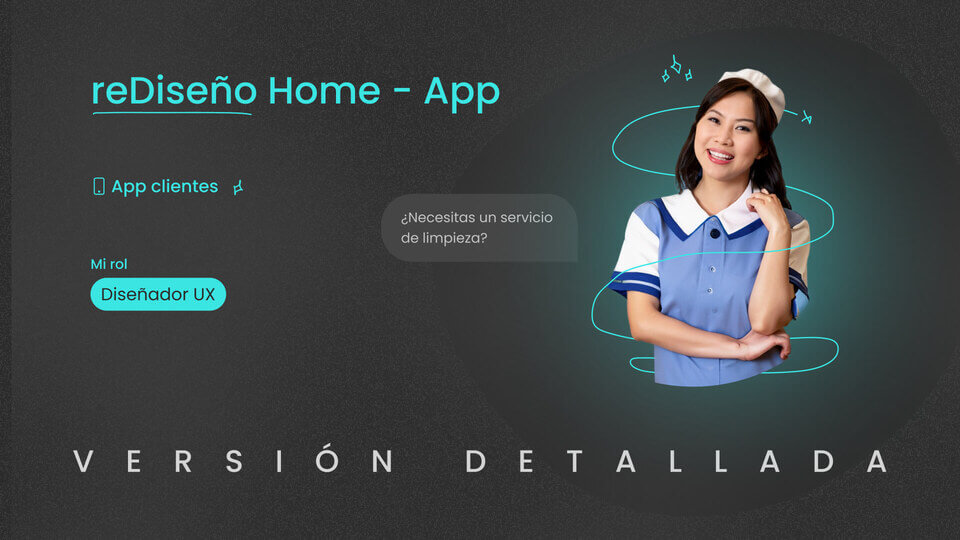 reDiseño Home - App
App clientes
¿Necesitas un servicio
de limpieza?
Mi rol
Diseñador UX
VERSIÓN DETALLADA